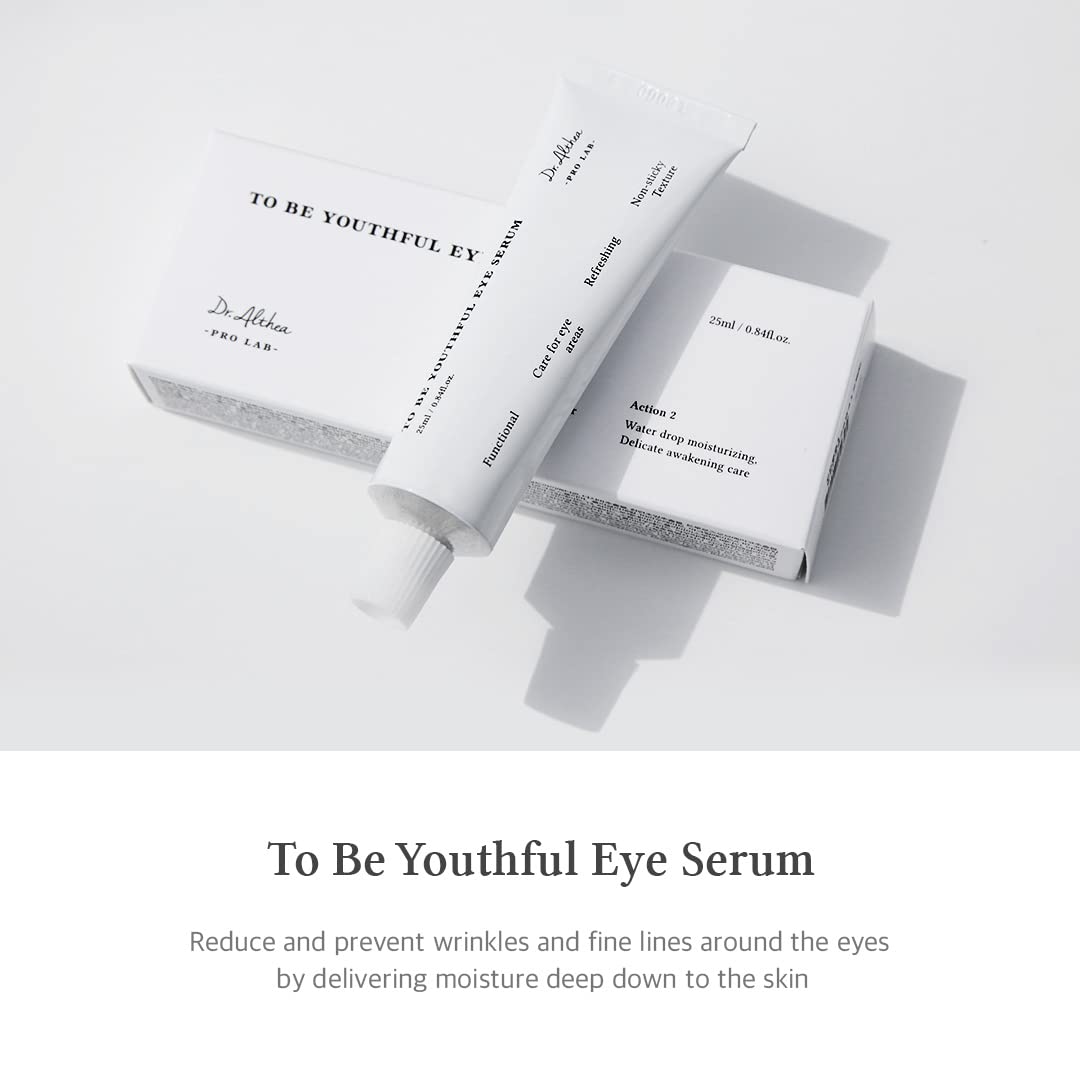 TO BE YOUTHFUL EY
Dr. Althea
-PRO LAB-
Dr. Althea
-PRO LAB-
TO BE YOUTHFUL EYE SERUM
25ml / 0.84fl.oz.
Non-sticky
Texture
Refreshing
Care for eye
areas
Functional
25ml / 0.84fl.oz.
Action 2
Water drop moisturizing,
Delicate awakening care
To Be Youthful Eye Serum
Reduce and prevent wrinkles and fine lines around the eyes
by delivering moisture deep down to the skin